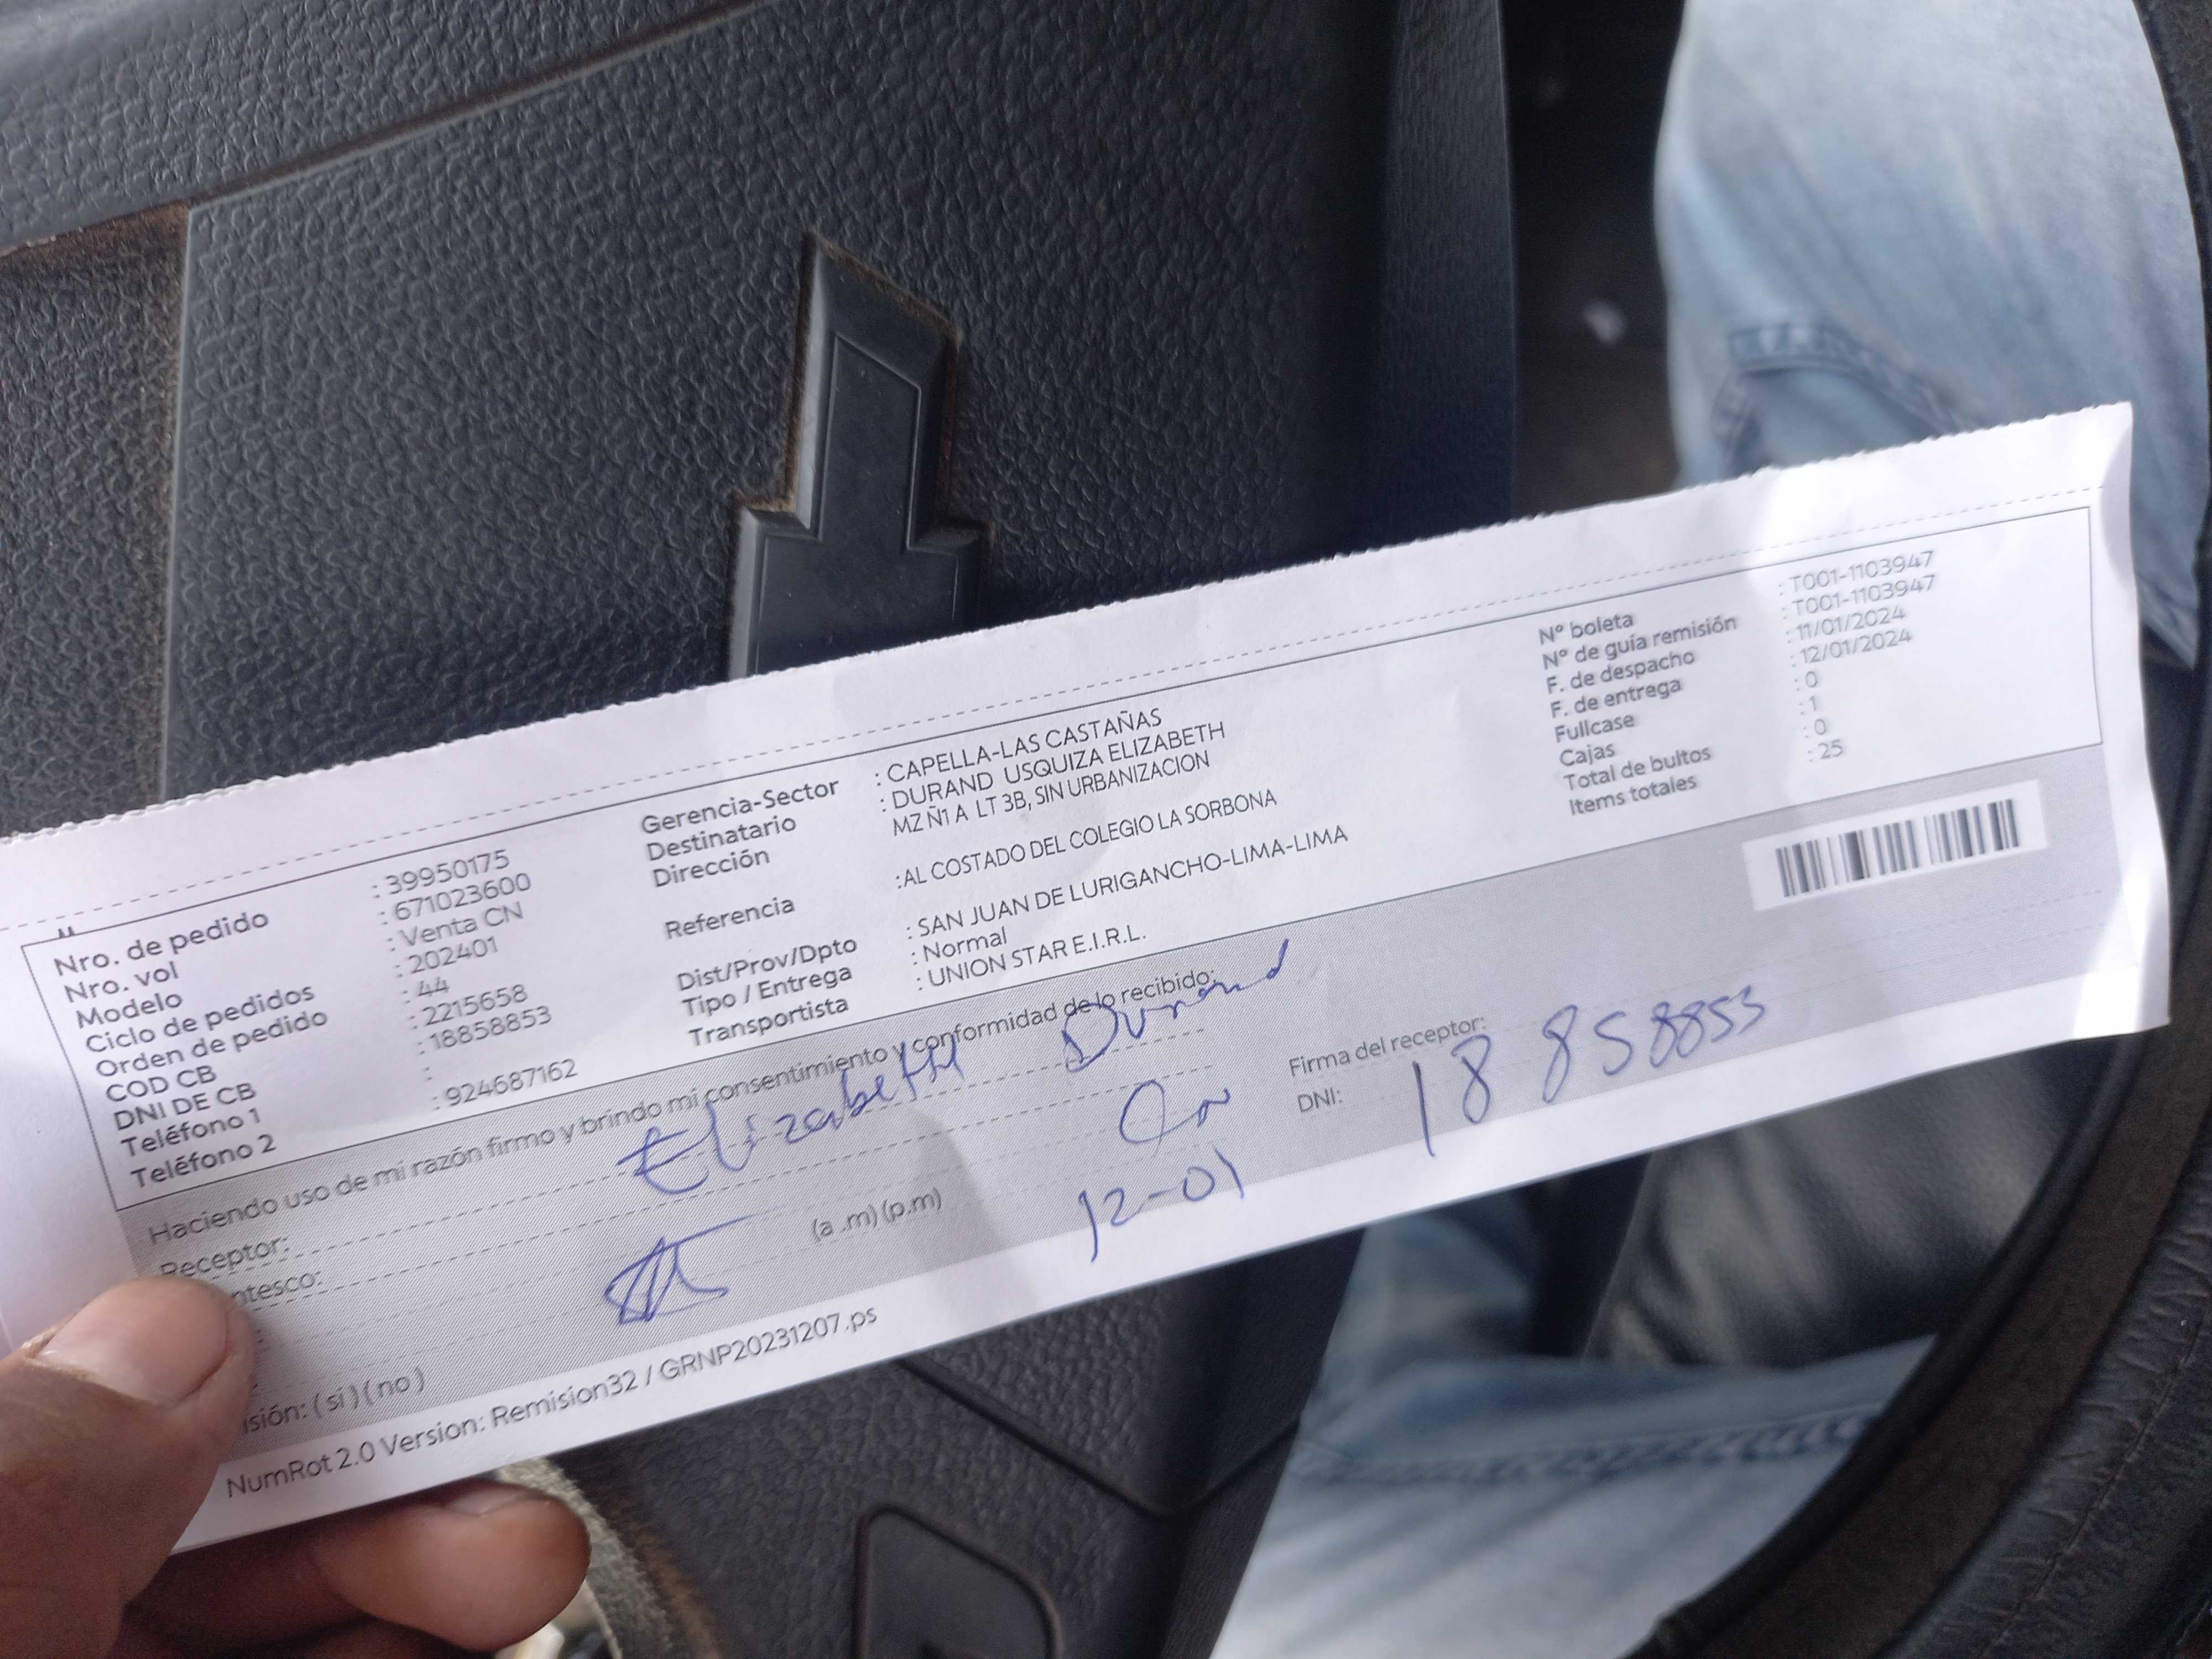 Nro. de pedido : 39950175
Nro. vol : 671023600
Modelo : Venta CN
Ciclo de pedidos : 202401
Orden de pedido : 44
COD CB : 2215658
DNI DE CB : 18858853
Teléfono 1 :
Teléfono 2 : 924687162
Gerencia-Sector : CAPELLA-LAS CASTAÑAS
Destinatario : DURAND USQUIZA ELIZABETH
Dirección MZ Ñ1 A LT 3B, SIN URBANIZACION
Referencia :AL COSTADO DEL COLEGIO LA SORBONA
Dist/Prov/Dpto : SAN JUAN DE LURIGANCHO-LIMA-LIMA
Tipo / Entrega : Normal
Transportista : UNION STAR E.I.R.L.
N° boleta : T001-1103947
N° de guía remisión : T001-1103947
F. de despacho : 11/01/2024
F. de entrega : 12/01/2024
Fullcase : 0
Cajas : 1
Total de bultos : 0
Items totales : 25
Haciendo uso de mi razón firmo y brindo mi consentimiento y conformidad de lo recibido:
Receptor: Elizabeth Durand
ntesco:
(a .m) (p.m) 12-01
Firma del receptor:
DNI: 18 858853
isión: ( si ) ( no )
NumRot 2.0 Version: Remision32 / GRNP20231207.ps